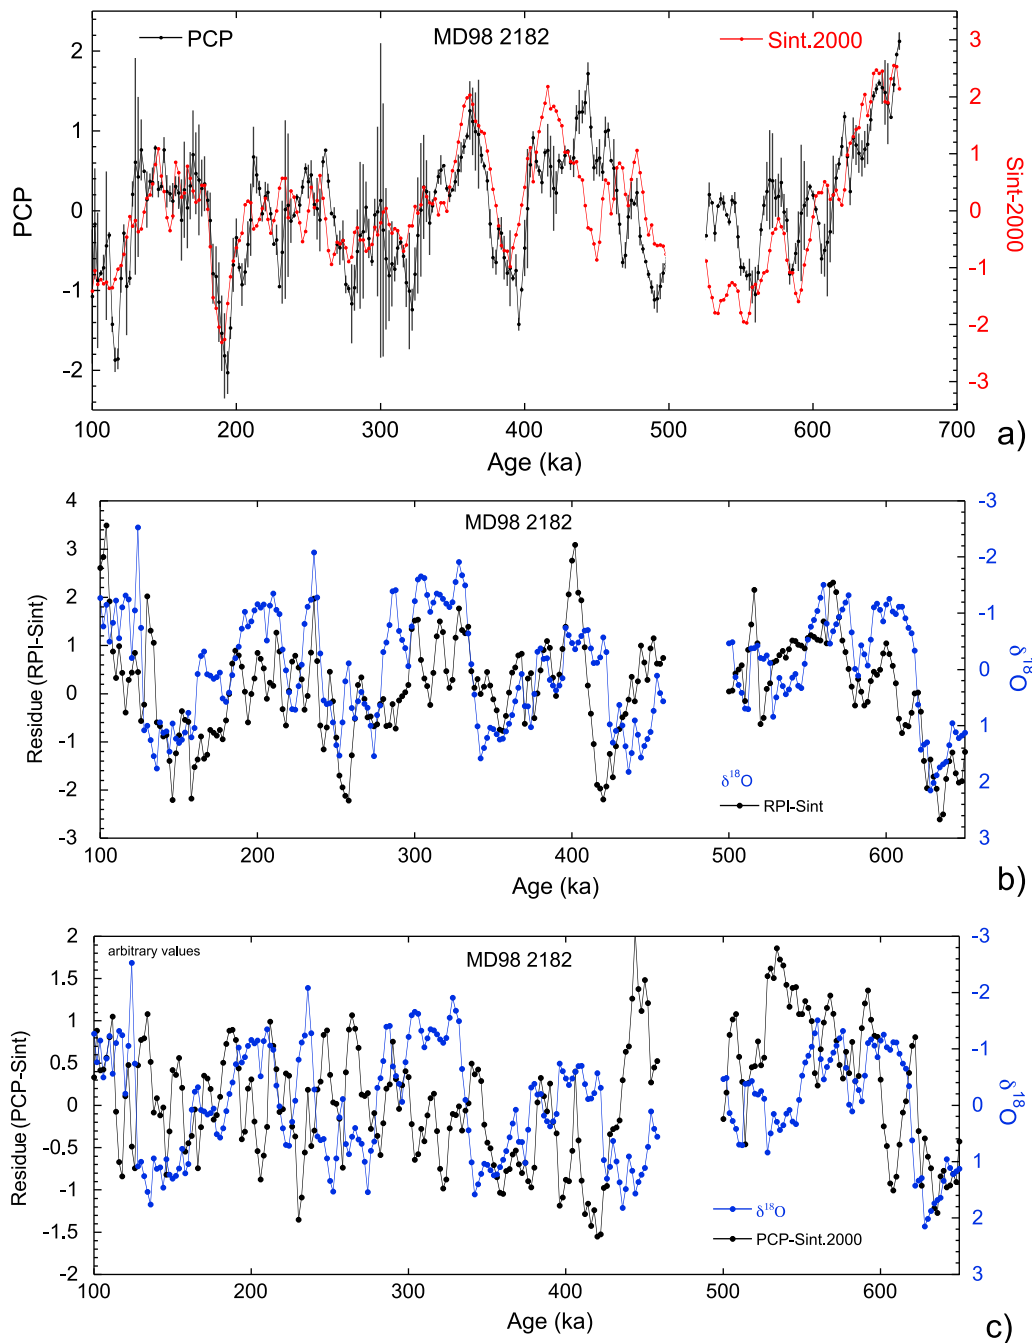 PCP
MD98 2182
Sint.2000
2
1
0
-1
-2
PCP
3
2
1
0
-1
-2
-3
Sint-2000
100 200 300 400 500 600 700
Age (ka)
a)
MD98 2182
4
3
2
1
0
-1
-2
-3
Residue (RPI-Sint)
-3
-2
-1
0
1
2
3
δ18O
δ18O
RPI-Sint
100 200 300 400 500 600
Age (ka)
b)
arbitrary values
MD98 2182
2
1.5
1
0.5
0
-0.5
-1
-1.5
-2
Residue (PCP-Sint)
-3
-2
-1
0
1
2
3
δ18O
δ18O
PCP-Sint.2000
100 200 300 400 500 600
Age (ka)
c)